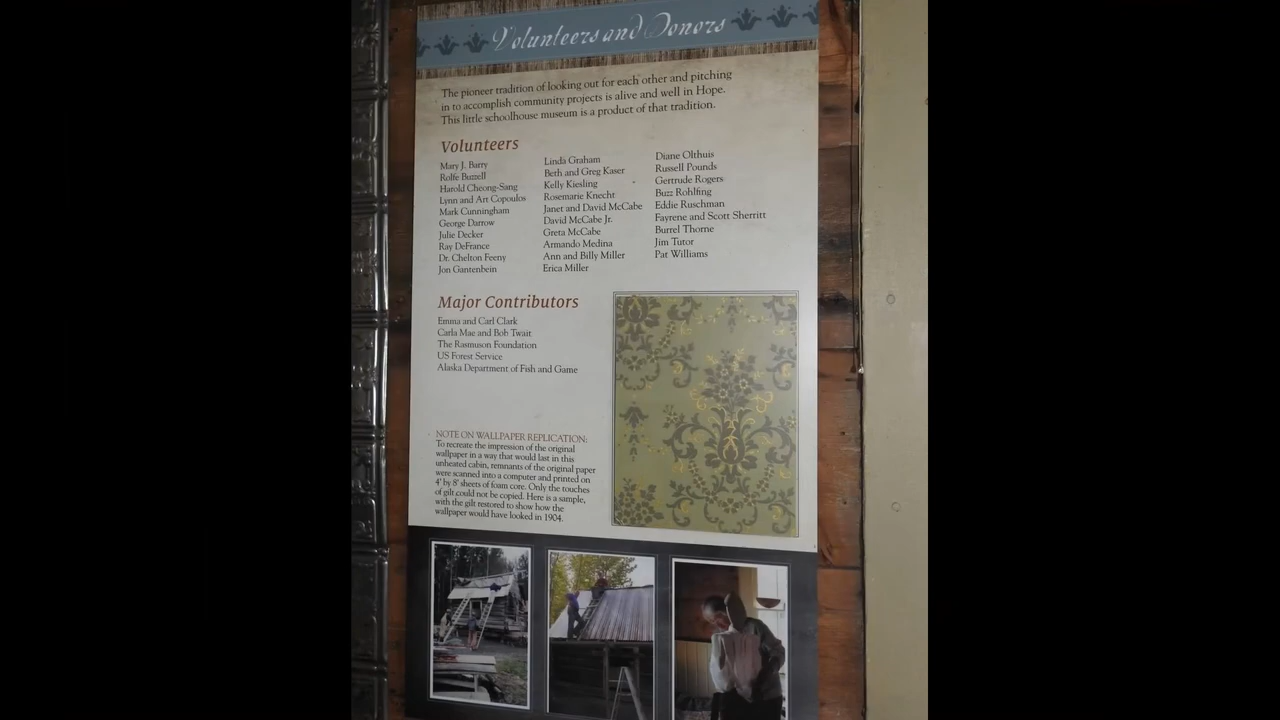 Volunteers and Donors
The pioneer tradition of looking out for each other and pitching
in to accomplish community projects is alive and well in Hope.
This little schoolhouse museum is a product of that tradition.
Volunteers
Mary J. Barry
Rolfe Buzzell
Harold Cheong-Sang
Lynn and Art Copoulos
Mark Cunningham
George Darrow
Julie Decker
Ray DeFrance
Dr. Chelton Feeny
Jon Gantenbein
Linda Graham
Beth and Greg Kaser
Kelly Kiesling
Rosemarie Knecht
Janet and David McCabe
David McCabe Jr.
Greta McCabe
Armando Medina
Ann and Billy Miller
Erica Miller
Diane Olthuis
Russell Pounds
Gertrude Rogers
Buzz Rohlfing
Eddie Ruschman
Fayrene and Scott Sherritt
Burrel Thorne
Jim Tutor
Pat Williams
Major Contributors
Emma and Carl Clark
Carla Mae and Bob Twait
The Rasmuson Foundation
US Forest Service
Alaska Department of Fish and Game
NOTE ON WALLPAPER REPLICATION:
To recreate the impression of the original
wallpaper in a way that would last in this
unheated cabin, remnants of the original paper
were scanned into a computer and printed on
4' by 8' sheets of foam core. Only the touches
of gilt could not be copied. Here is a sample,
with the gilt restored to show how the
wallpaper would have looked in 1904.